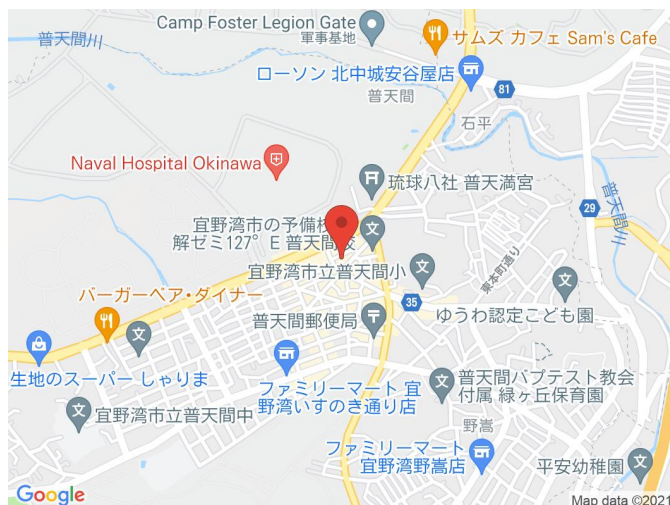 Camp Foster Legion Gate
軍事基地
普天間川
サムズ カフェ Sam's Cafe
ローソン 北中城安谷屋店
普天間
81
石平
Naval Hospital Okinawa
琉球八社 普天満宮
普天間川
29
宜野湾市の予備校
解ゼミ127° E 普天間校
宜野湾市立普天間小
東本町通り
バーガーペア・ダイナー
35
ゆうわ認定こども園
普天間郵便局
生地のスーパー しゃりま
ファミリーマート 宜
野湾いすのき通り店
普天間バプテスト教会
付属 緑ヶ丘保育園
宜野湾市立普天間中
野嵩
ファミリーマート
宜野湾野嵩店
平安幼稚園
Google
Map data ©2021